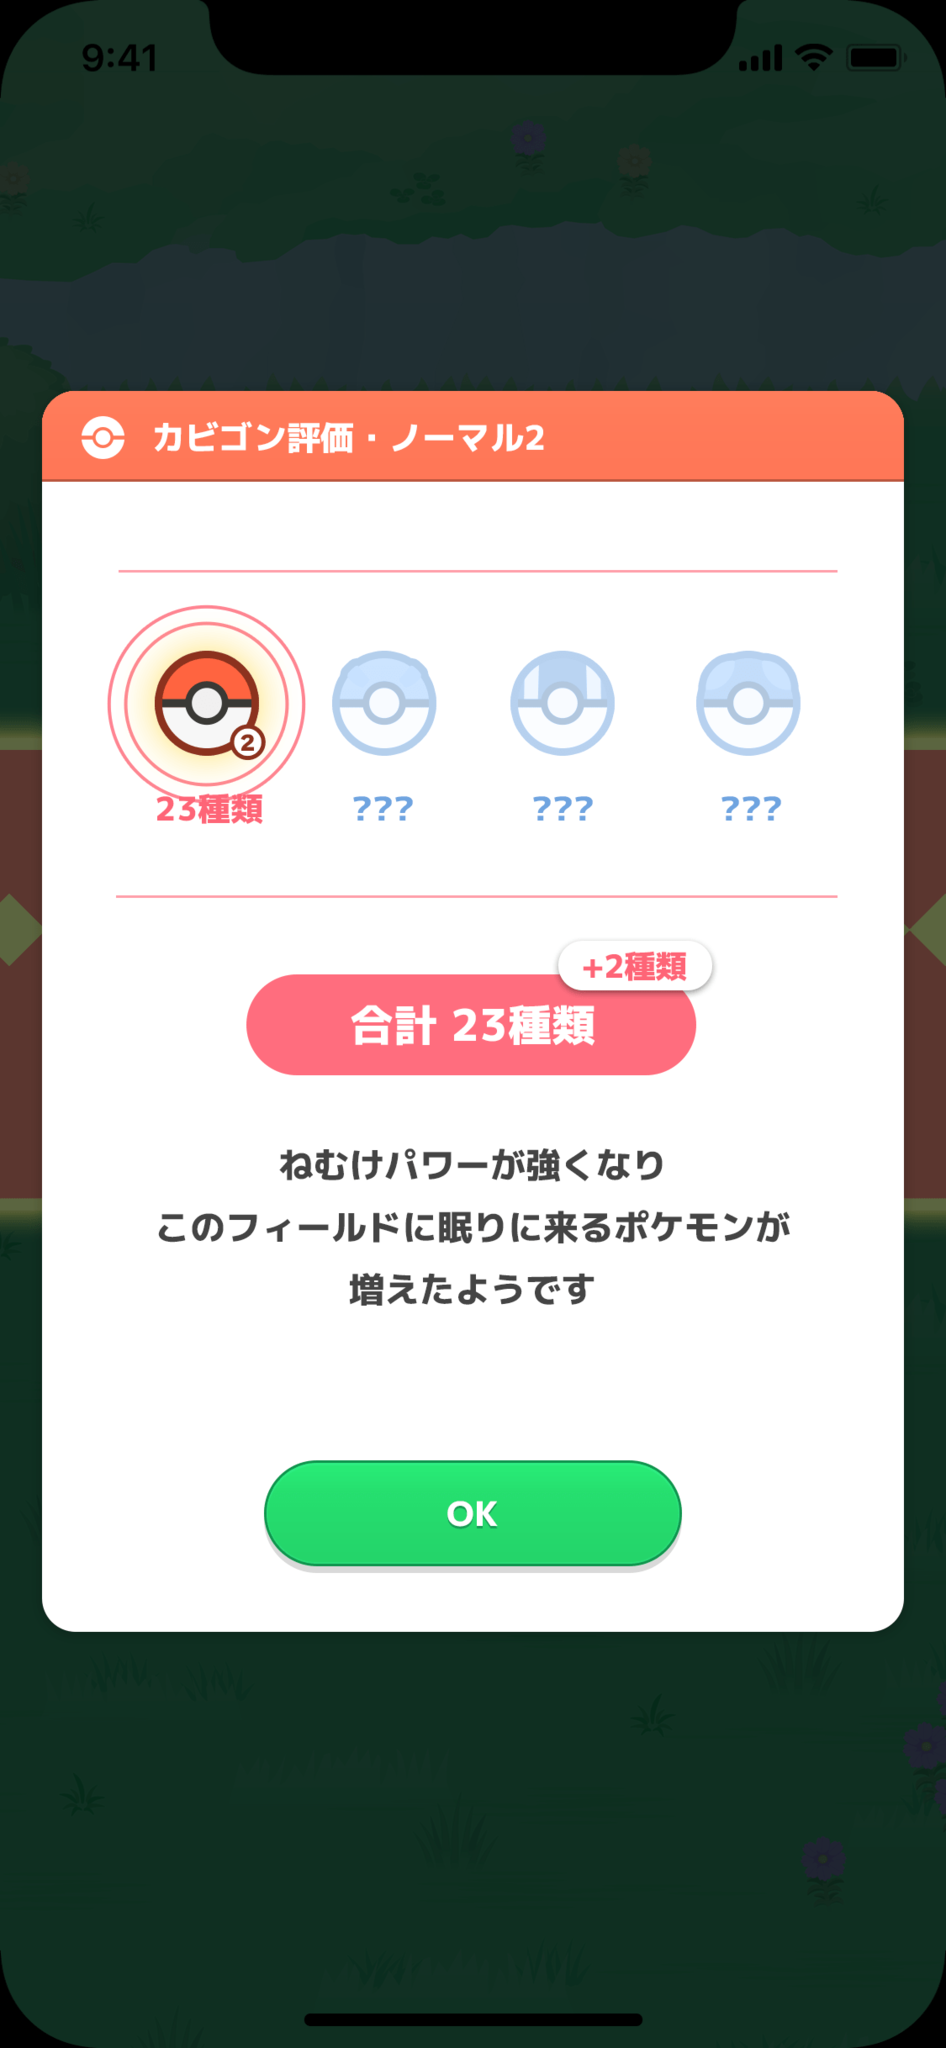 9:41
カビゴン評価・ノーマル2
2
23種類
???
???
???
+2種類
合計 23種類
ねむけパワーが強くなり
このフィールドに眠りに来るポケモンが
増えたようです
OK